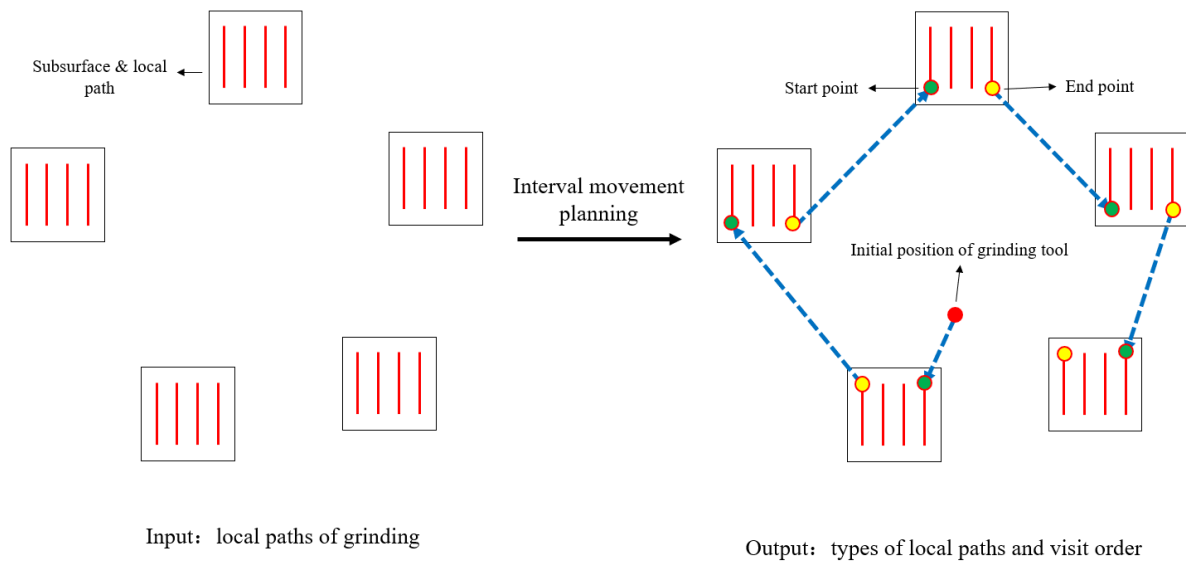 Subsurface & local
path
Start point
End point
Interval movement
planning
Initial position of grinding tool
Input：local paths of grinding
Output：types of local paths and visit order